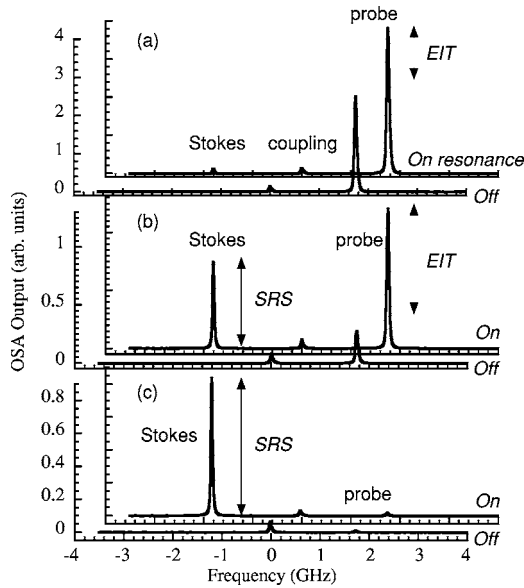 probe
(a)
EIT
Stokes coupling
On resonance
Off
4
3
2
1
0
(b)
Stokes
probe
EIT
SRS
On
Off
1
0.5
0
(c)
Stokes
SRS
probe
On
Off
0.8
0.6
0.4
0.2
0
OSA Output (arb. units)
-4 -3 -2 -1 0 1 2 3 4
Frequency (GHz)